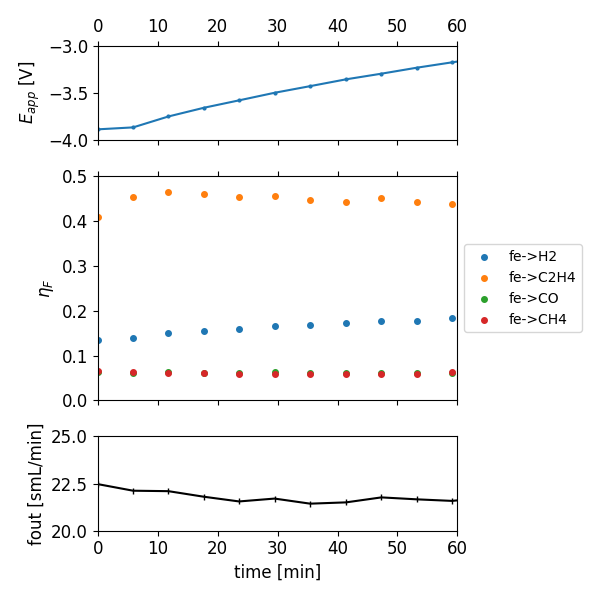 0 10 20 30 40 50 60
−3.0
−3.5
−4.0
E_app [V]
0.5
0.4
0.3
0.2
0.1
0.0
η_F
fe->H2
fe->C2H4
fe->CO
fe->CH4
25.0
22.5
20.0
fout [smL/min]
0 10 20 30 40 50 60
time [min]